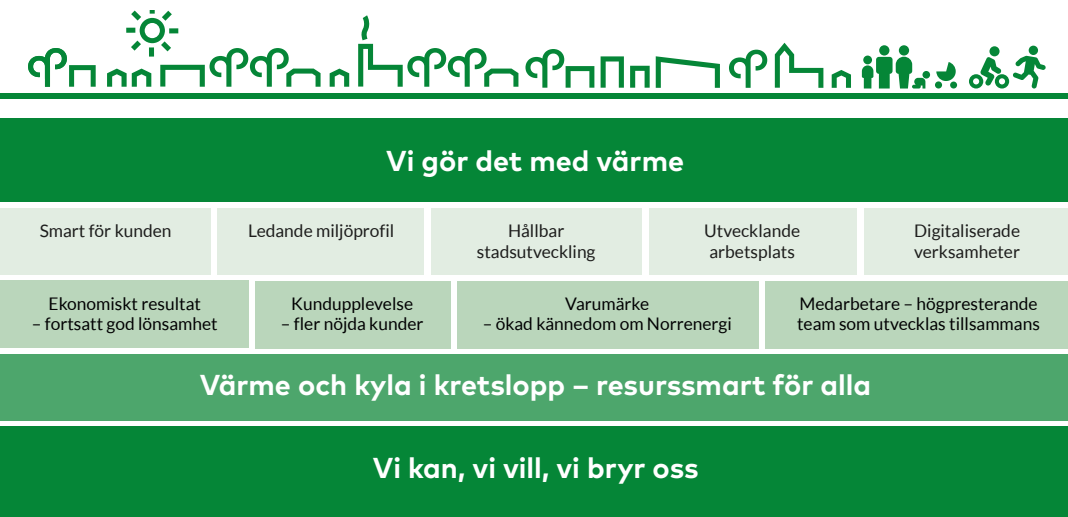 Vi gör det med värme
Smart för kunden
Ledande miljöprofil
Hållbar
stadsutveckling
Utvecklande
arbetsplats
Digitaliserade
verksamheter
Ekonomiskt resultat
– fortsatt god lönsamhet
Kundupplevelse
– fler nöjda kunder
Varumärke
– ökad kännedom om Norrenergi
Medarbetare – högpresterande
team som utvecklas tillsammans
Värme och kyla i kretslopp – resurssmart för alla
Vi kan, vi vill, vi bryr oss